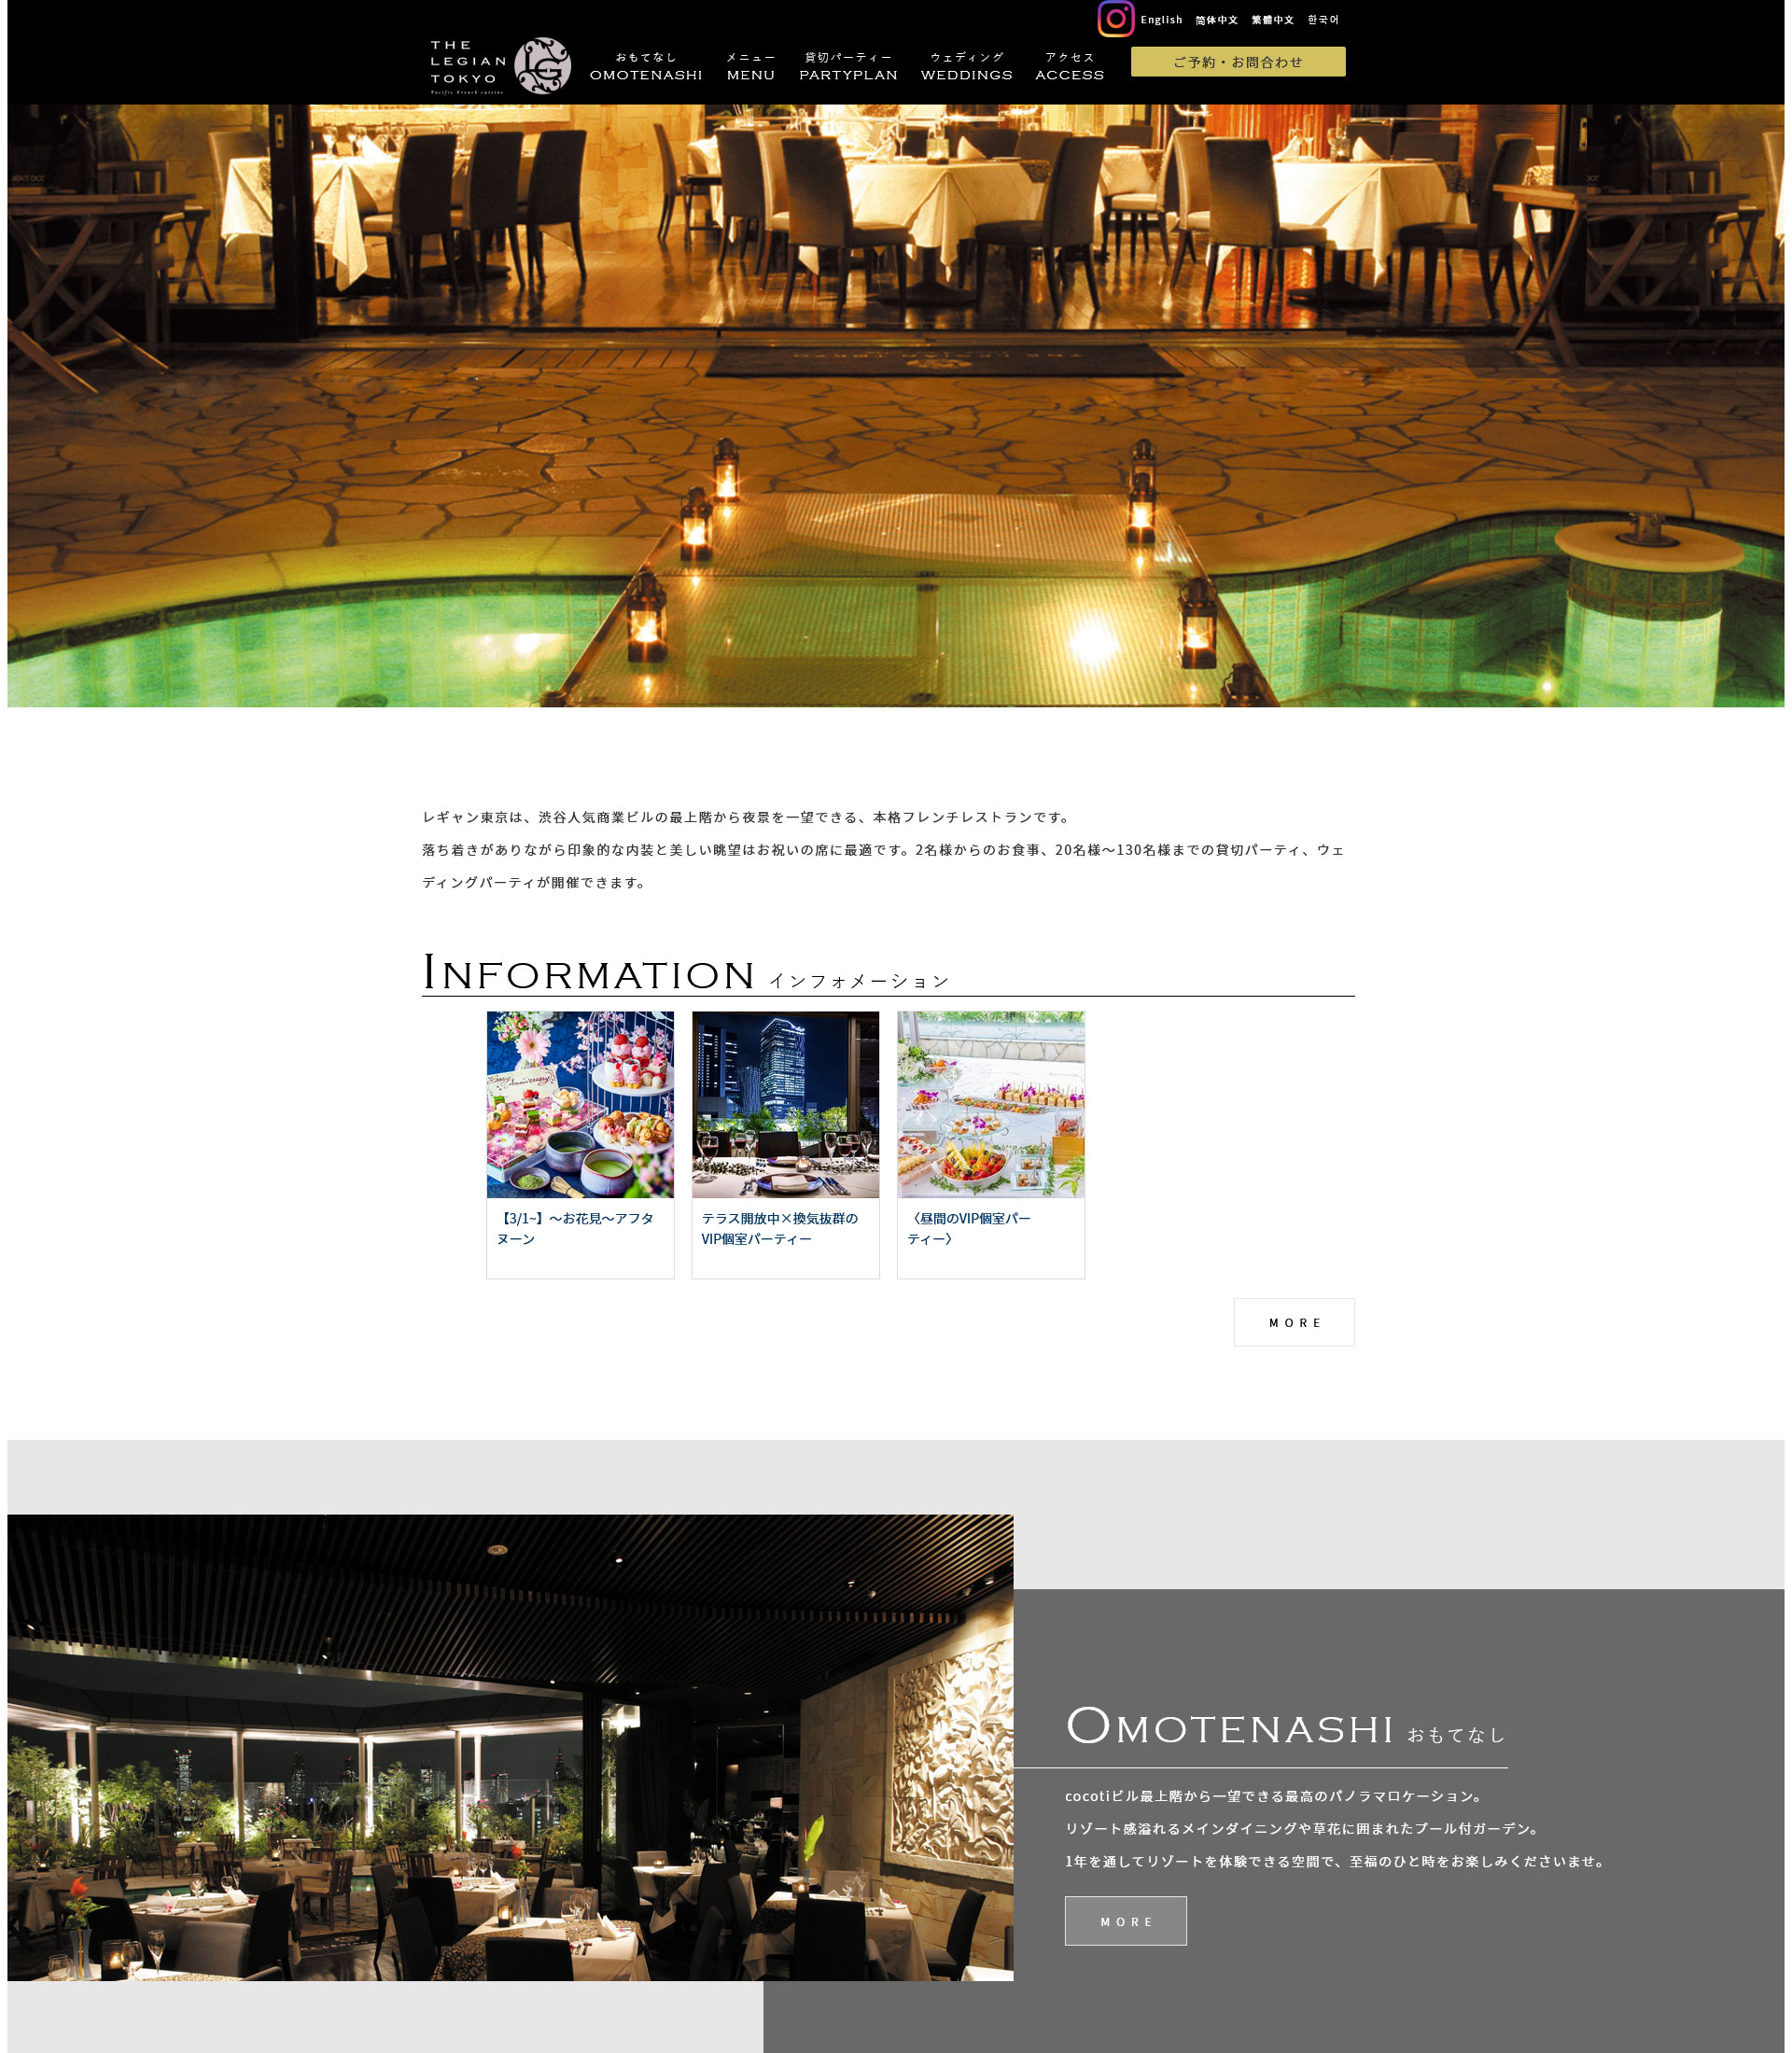 English 简体中文 繁體中文 한국어
THE
LEGIAN
TOKYO
Pacific French cuisine
おもてなし
OMOTENASHI
メニュー
MENU
貸切パーティー
PARTYPLAN
ウェディング
WEDDINGS
アクセス
ACCESS
ご予約・お問合わせ
レギャン東京は、渋谷人気商業ビルの最上階から夜景を一望できる、本格フレンチレストランです。
落ち着きがありながら印象的な内装と美しい眺望はお祝いの席に最適です。2名様からのお食事、20名様〜130名様までの貸切パーティ、ウェ
ディングパーティが開催できます。
INFORMATION インフォメーション
【3/1~】〜お花見〜アフタ
ヌーン
テラス開放中×換気抜群の
VIP個室パーティー
〈昼間のVIP個室パー
ティー〉
MORE
OMOTENASHI おもてなし
cocotiビル最上階から一望できる最高のパノラマロケーション。
リゾート感溢れるメインダイニングや草花に囲まれたプール付ガーデン。
1年を通してリゾートを体験できる空間で、至福のひと時をお楽しみくださいませ。
MORE